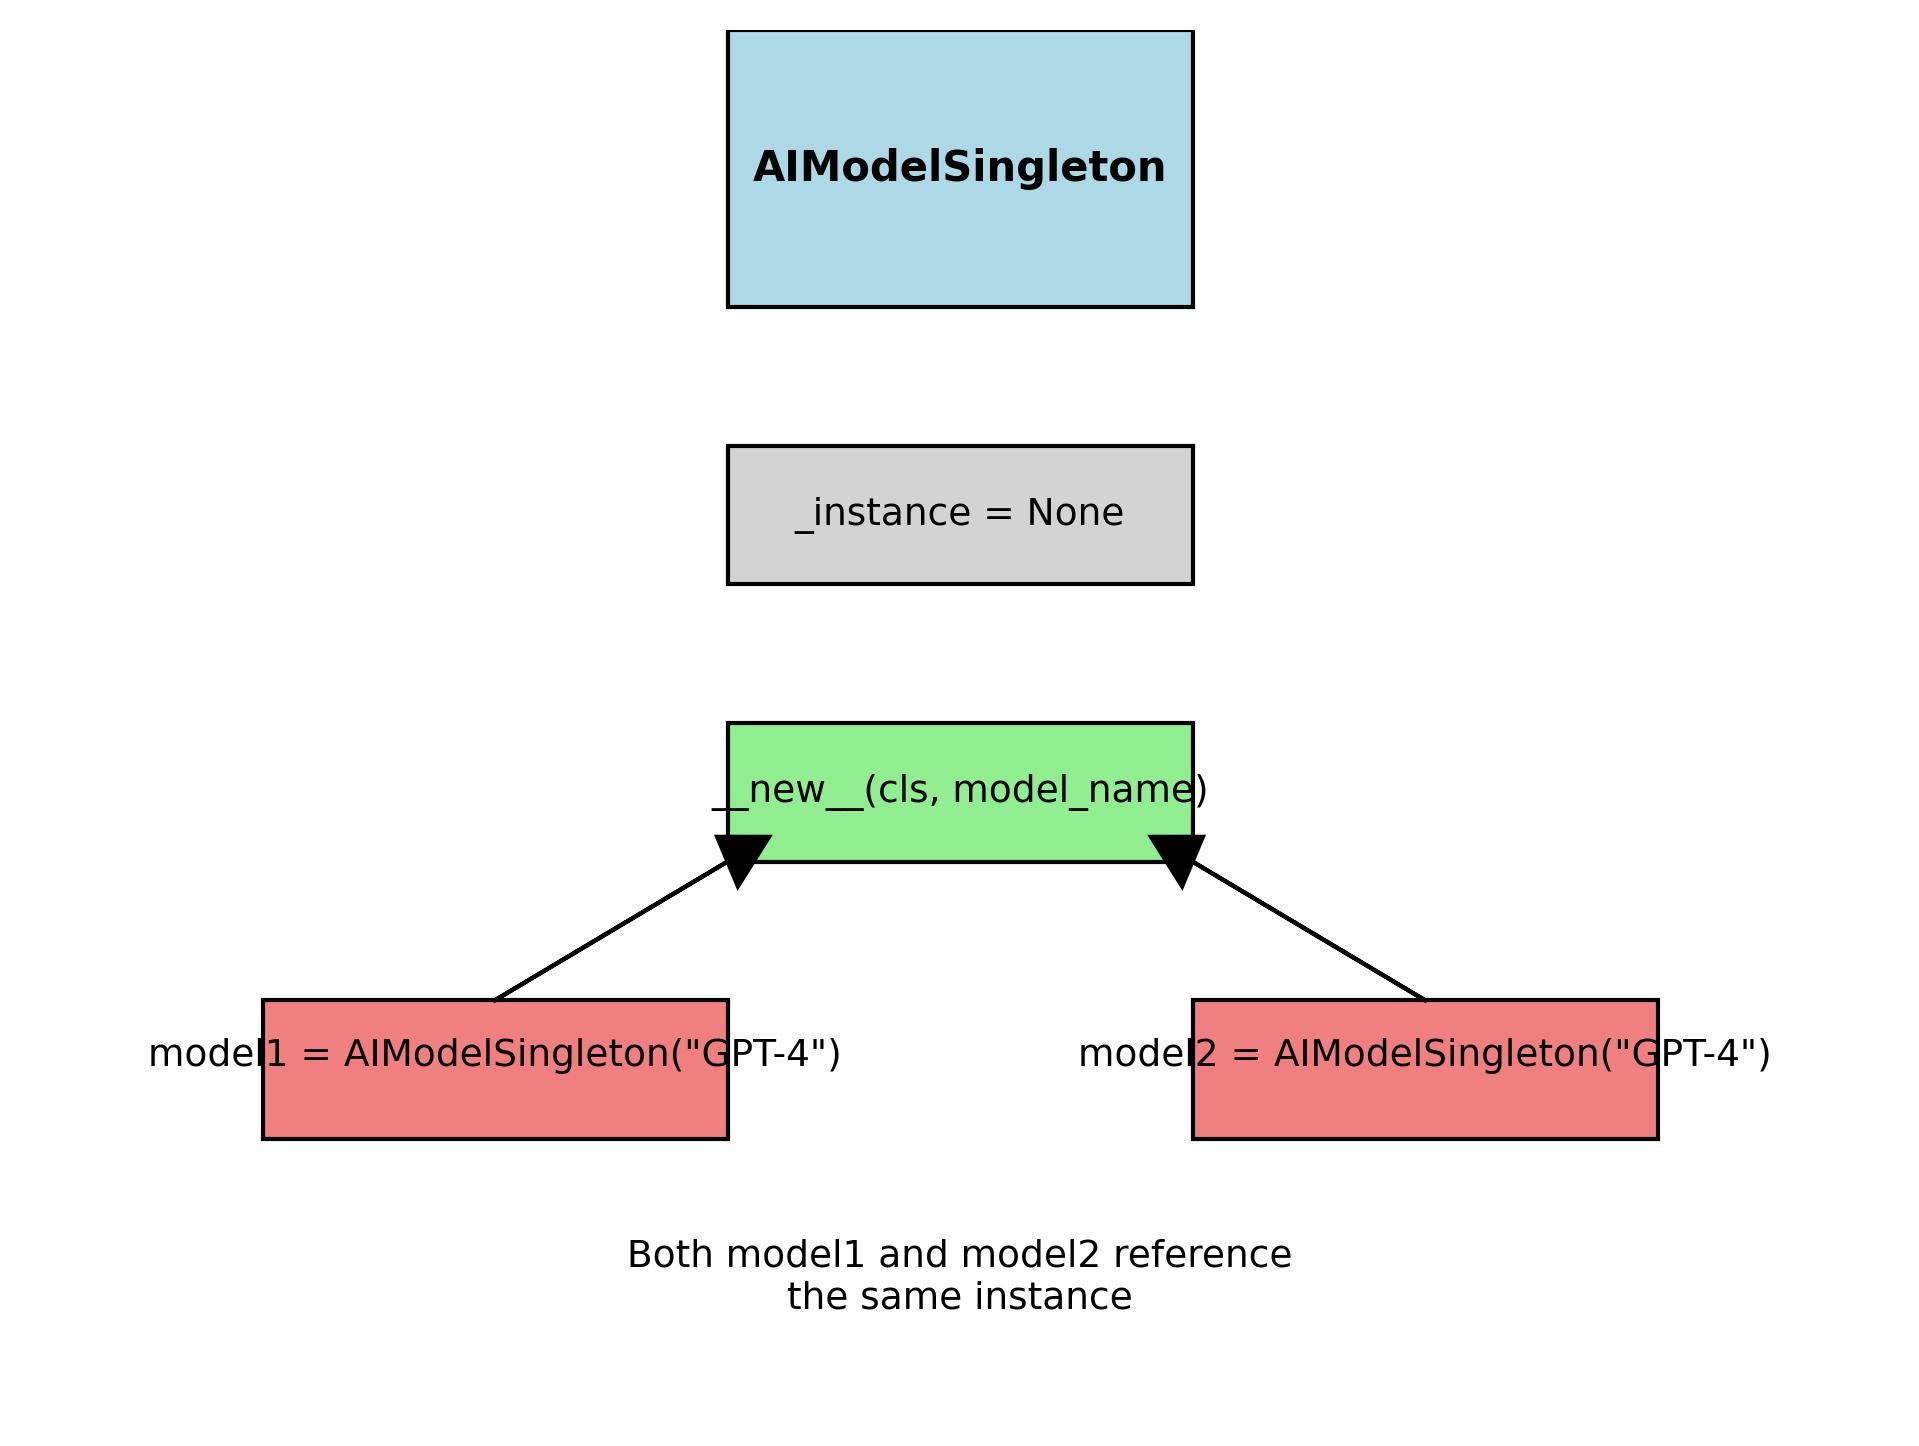 AIModelSingleton
_instance = None
__new__(cls, model_name)
model1 = AIModelSingleton("GPT-4")
model2 = AIModelSingleton("GPT-4")
Both model1 and model2 reference
the same instance